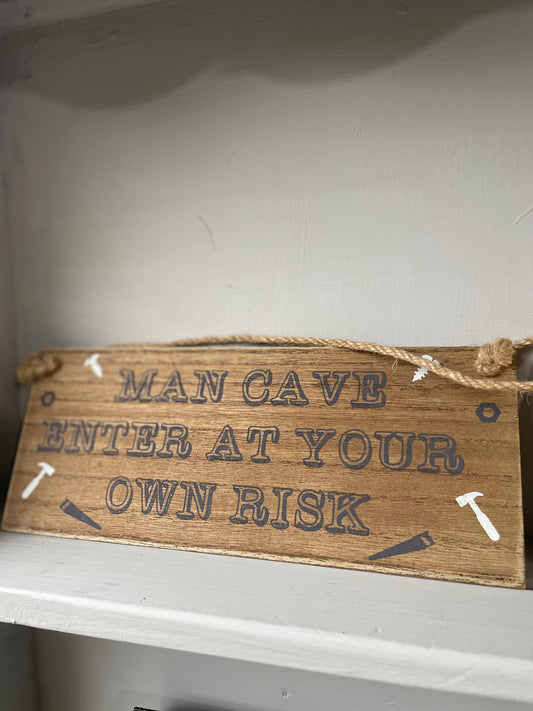 MAN CAVE
ENTER AT YOUR
OWN RISK